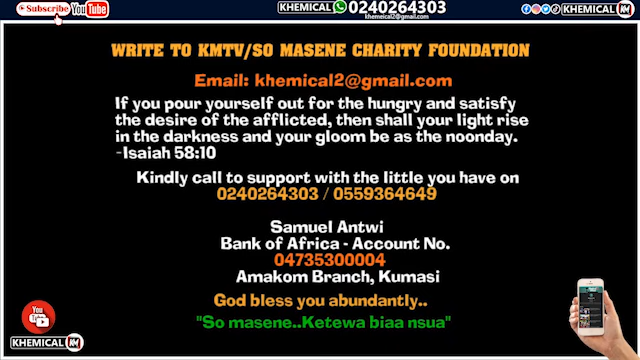 Subscribe YouTube KHEMICAL 0240264303 KHEMICAL KM
khemeical2@gmail.com
WRITE TO KMTV/SO MASENE CHARITY FOUNDATION
Email: khemical2@gmail.com
If you pour yourself out for the hungry and satisfy
the desire of the afflicted, then shall your light rise
in the darkness and your gloom be as the noonday.
-Isaiah 58:10
Kindly call to support with the little you have on
0240264303 / 0559364649
Samuel Antwi
Bank of Africa - Account No.
04735300004
Amakom Branch, Kumasi
God bless you abundantly..
"So masene..Ketewa biaa nsua"
You
KHEMICAL KM